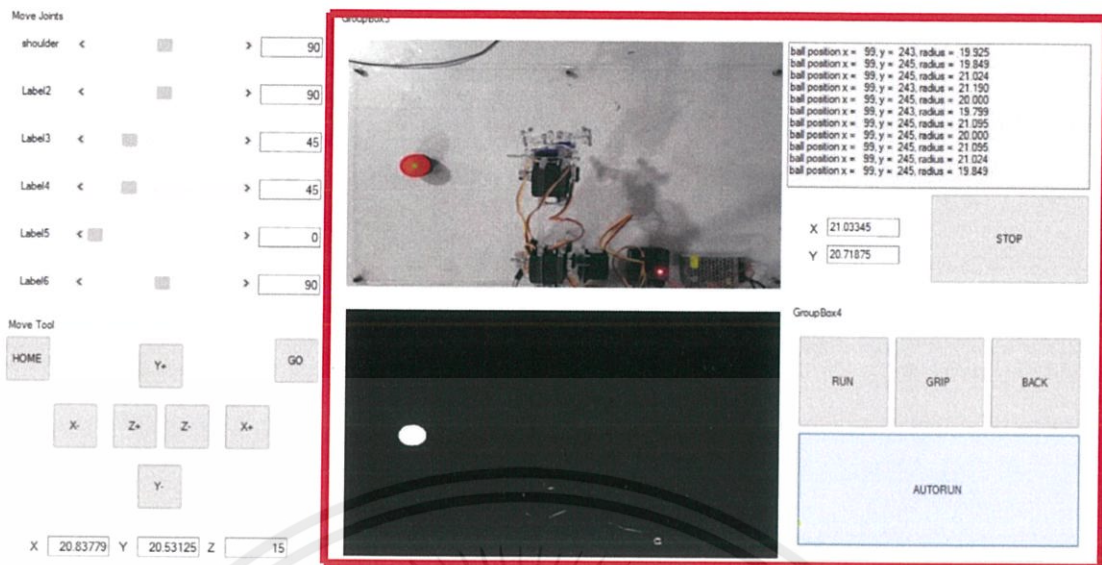 Move Joints
shoulder < > 90
Label2 < > 90
Label3 < > 45
Label4 < > 45
Label5 < > 0
Label6 < > 90
Move Tool
HOME
Y+
GO
X-
Z+
Z-
X+
Y-
X 20.83779 Y 20.53125 Z 15
ball position x = 99, y = 243, radius = 19.925
ball position x = 99, y = 245, radius = 19.849
ball position x = 99, y = 245, radius = 21.024
ball position x = 99, y = 243, radius = 21.190
ball position x = 99, y = 245, radius = 20.000
ball position x = 99, y = 243, radius = 19.799
ball position x = 99, y = 245, radius = 21.095
ball position x = 99, y = 245, radius = 20.000
ball position x = 99, y = 245, radius = 21.095
ball position x = 99, y = 245, radius = 21.024
ball position x = 99, y = 245, radius = 19.849
X 21.03345
Y 20.71875
STOP
GroupBox4
RUN
GRIP
BACK
AUTORUN